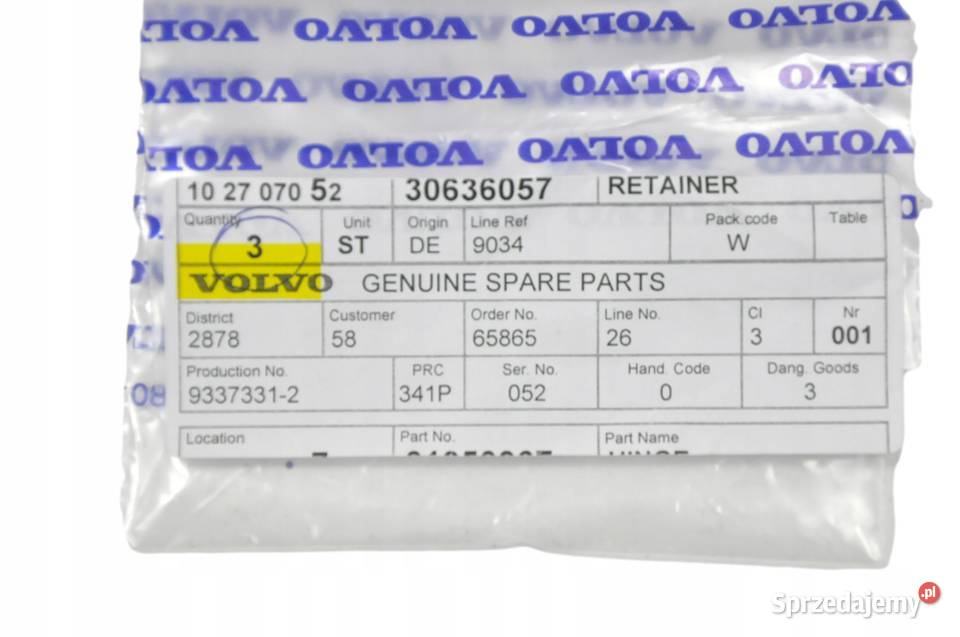 VOLVO VOLVO VOLVO VOLVO
VOLVO VOLVO VOLVO VOLVO
VOLVO VOLVO VOLVO VOLVO
10 27 070 52 30636057 RETAINER
Quantity Unit Origin Line Ref Pack.code Table
3 ST DE 9034 W
VOLVO GENUINE SPARE PARTS
District Customer Order No. Line No. CI Nr
2878 58 65865 26 3 001
Production No. PRC Ser. No. Hand. Code Dang. Goods
9337331-2 341P 052 0 3
Location Part No. Part Name
Sprzedajemy .pl